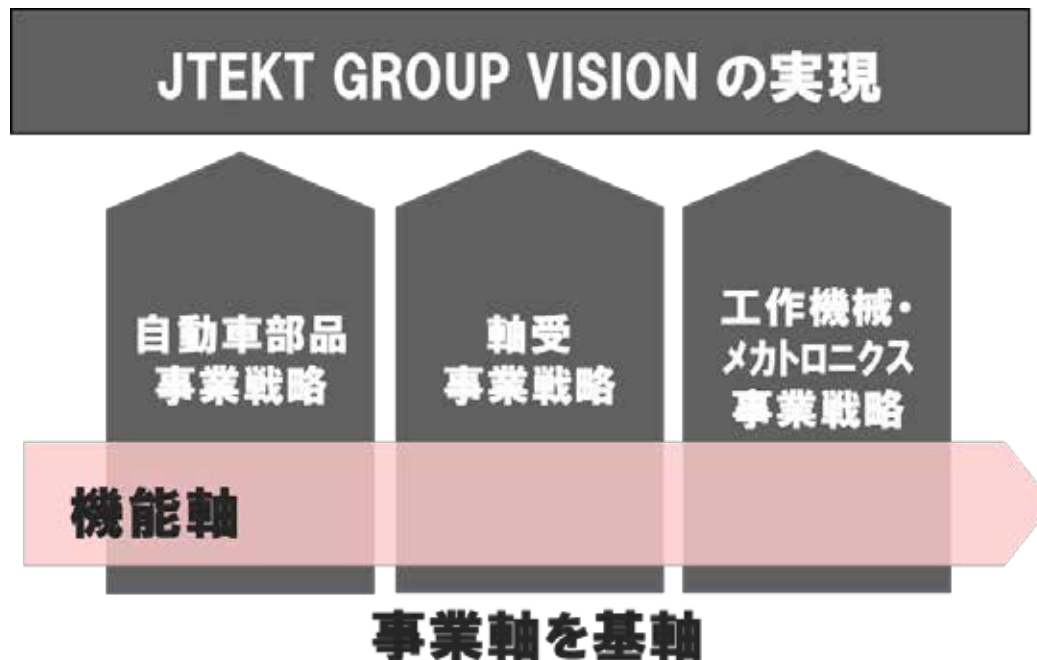 JTEKT GROUP VISION の実現
自動車部品
事業戦略
軸受
事業戦略
工作機械・
メカトロニクス
事業戦略
機能軸
事業軸を基軸